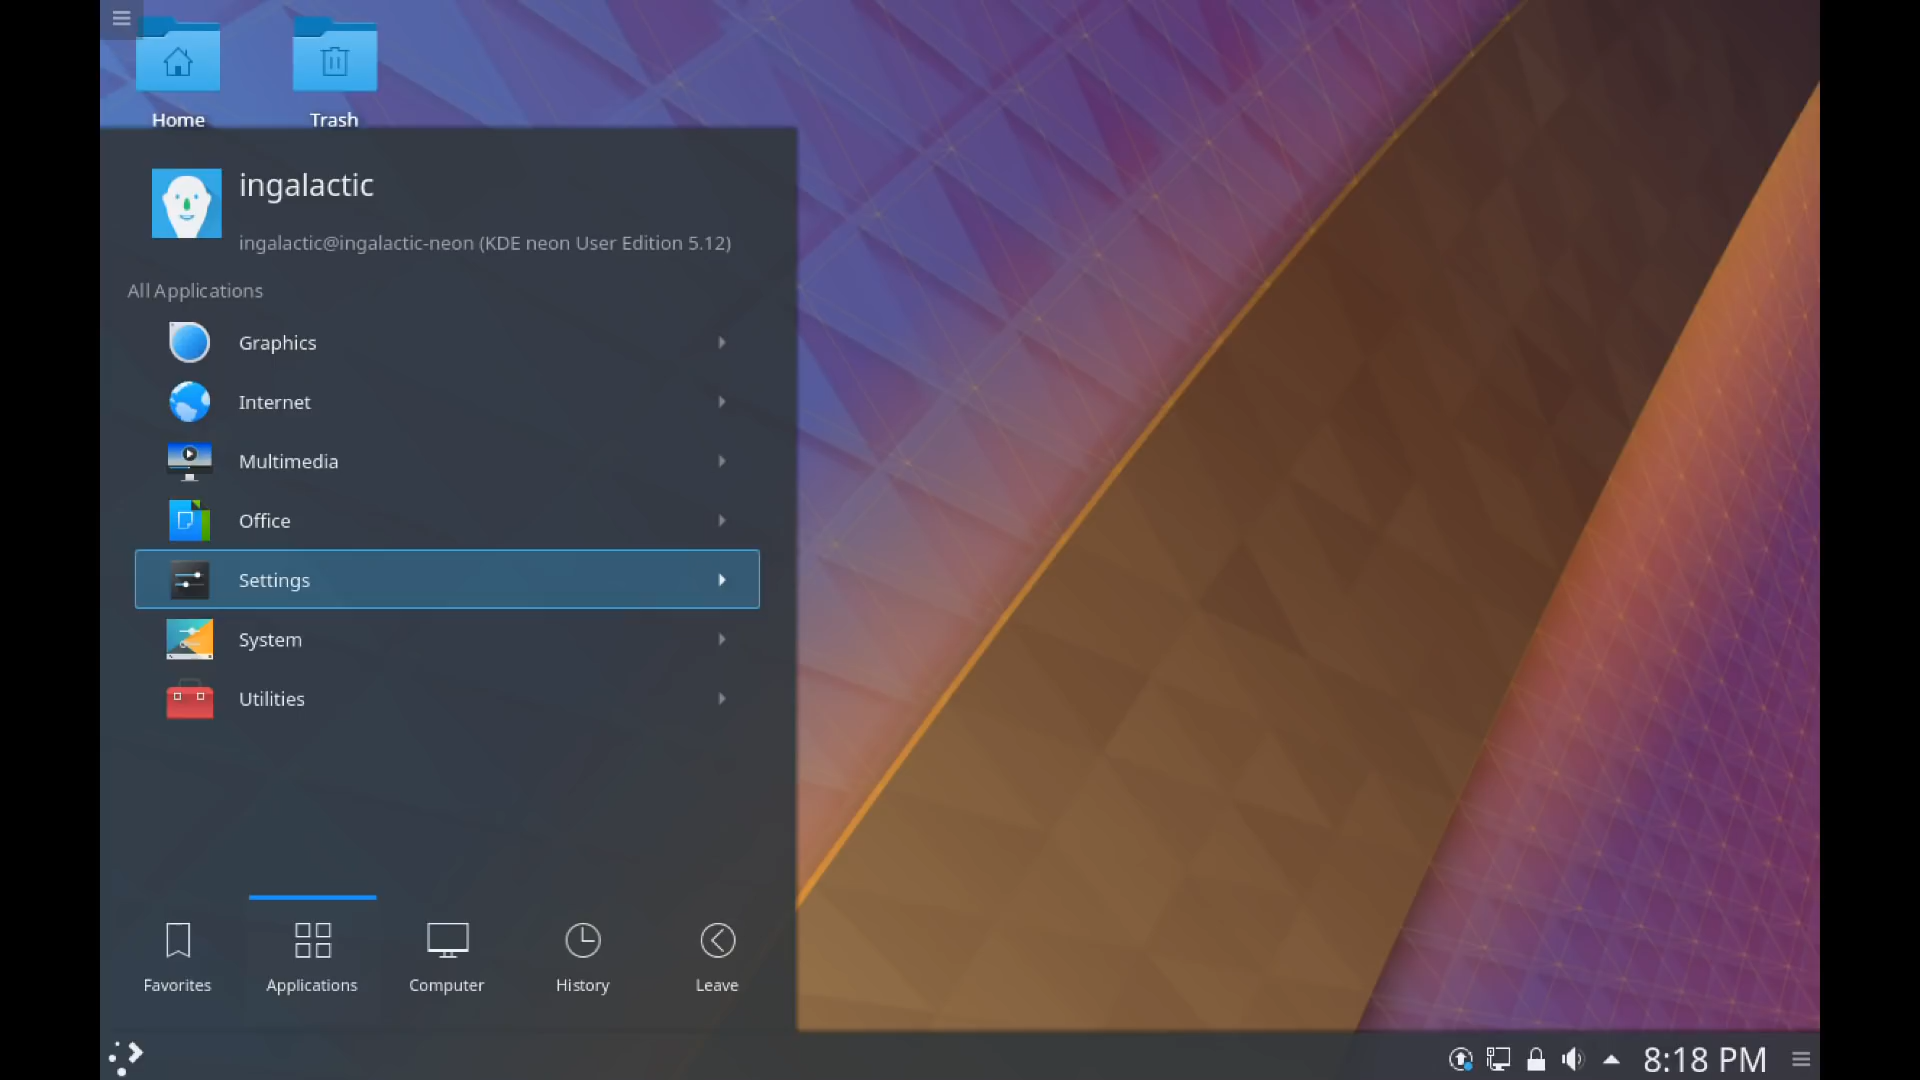 Home
Trash
ingalactic
ingalactic@ingalactic-neon (KDE neon User Edition 5.12)
All Applications
Graphics
Internet
Multimedia
Office
Settings
System
Utilities
Favorites
Applications
Computer
History
Leave
8:18 PM